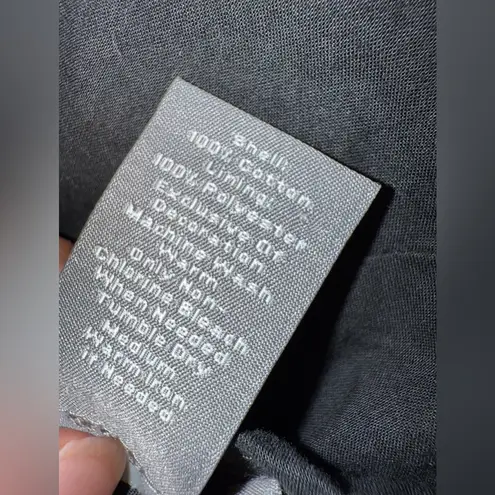 Shell:
100% Cotton
Lining:
100% Polyester
Exclusive Of
Decoration
Machine Wash
Warm
Only Non-
Chlorine Bleach
When Needed
Tumble Dry
Medium
Warm Iron
if Needed